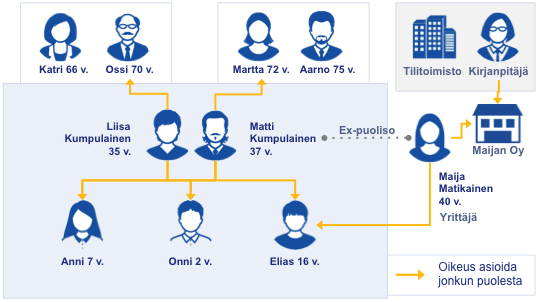 Katri 66 v.
Ossi 70 v.
Martta 72 v.
Aarno 75 v.
Tilitoimisto
Kirjanpitäjä
Liisa
Kumpulainen
35 v.
Matti
Kumpulainen
37 v.
Ex-puoliso
Maijan Oy
Maija
Matikainen
40 v.
Yrittäjä
Anni 7 v.
Onni 2 v.
Elias 16 v.
Oikeus asioida
jonkun puolesta